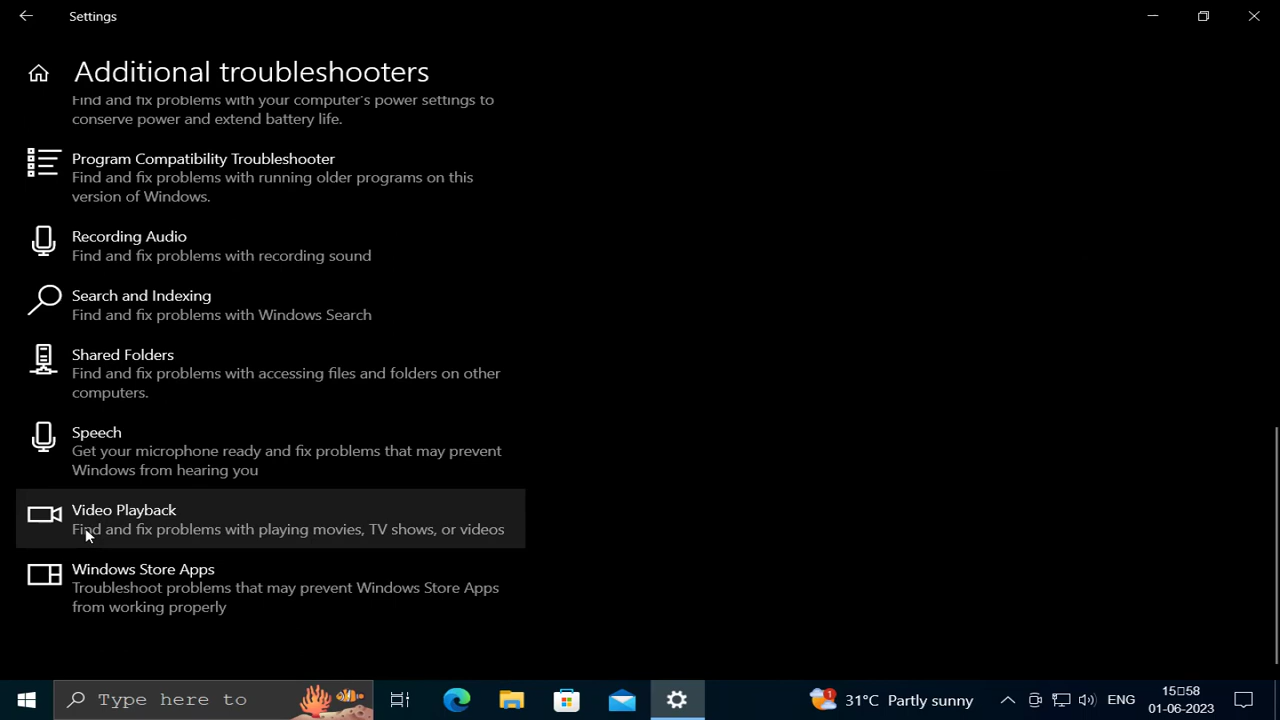 Settings
Additional troubleshooters
Find and fix problems with your computer's power settings to
conserve power and extend battery life.
Program Compatibility Troubleshooter
Find and fix problems with running older programs on this
version of Windows.
Recording Audio
Find and fix problems with recording sound
Search and Indexing
Find and fix problems with Windows Search
Shared Folders
Find and fix problems with accessing files and folders on other
computers.
Speech
Get your microphone ready and fix problems that may prevent
Windows from hearing you
Video Playback
Find and fix problems with playing movies, TV shows, or videos
Windows Store Apps
Troubleshoot problems that may prevent Windows Store Apps
from working properly
Type here to
1
31°C Partly sunny
ENG
15▯58
01-06-2023